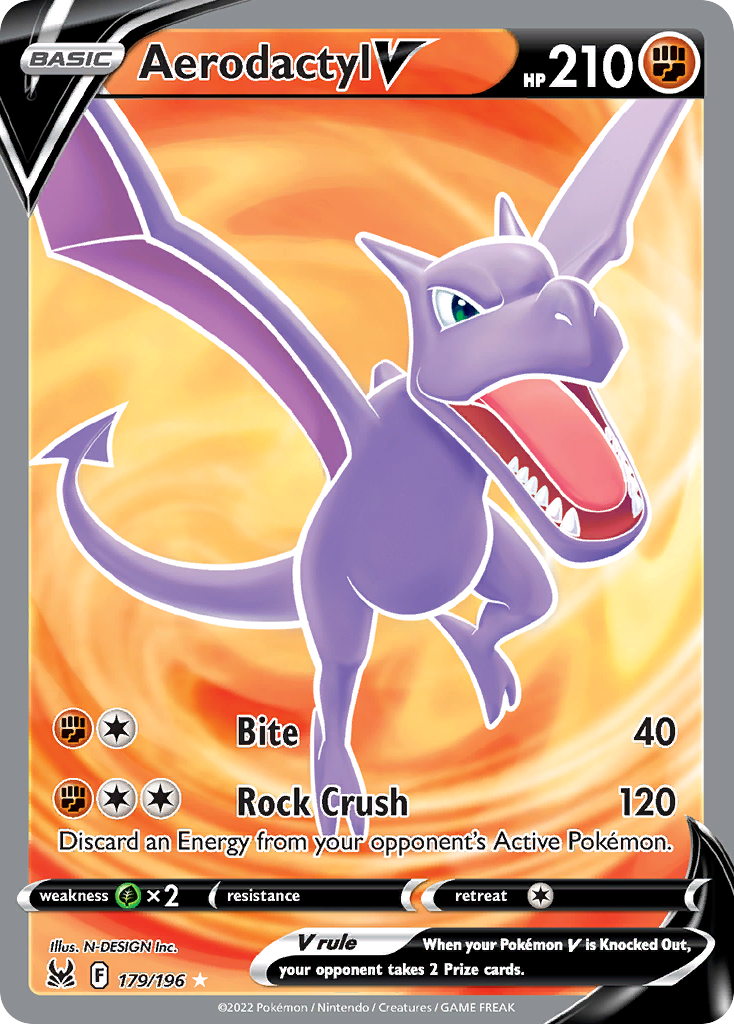 BASIC
Aerodactyl V
HP 210
Bite 40
Rock Crush 120
Discard an Energy from your opponent's Active Pokémon.
weakness ×2 resistance retreat
Illus. N-DESIGN Inc.
F 179/196
V rule When your Pokémon V is Knocked Out,
your opponent takes 2 Prize cards.
©2022 Pokémon / Nintendo / Creatures / GAME FREAK